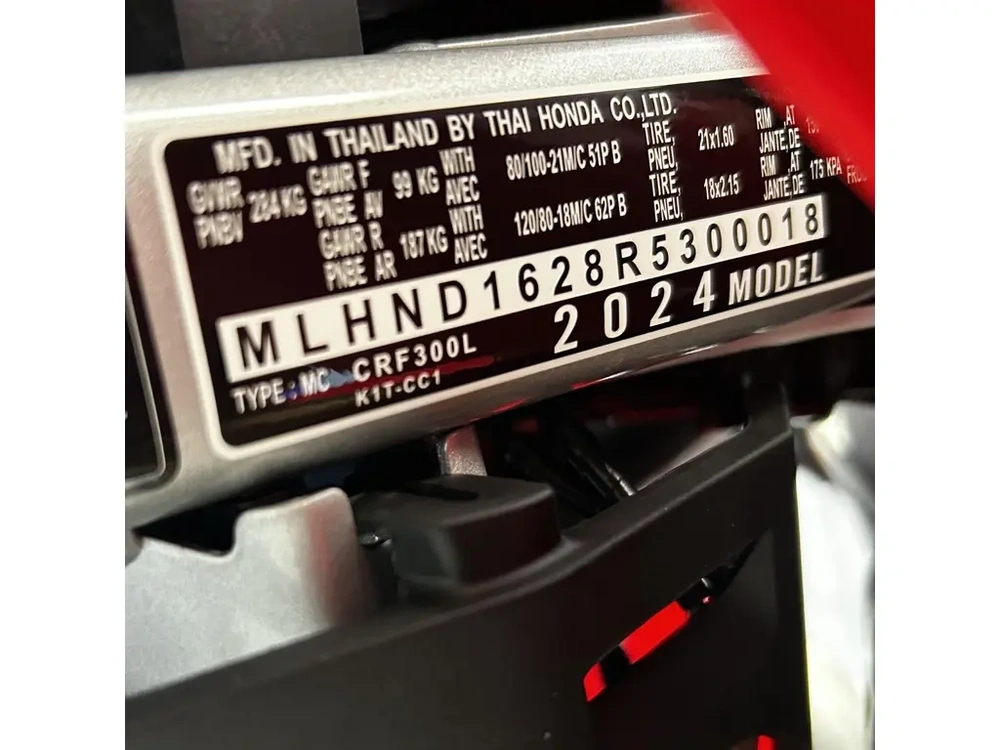 MFD. IN THAILAND BY THAI HONDA CO.,LTD.
GVWR PNBV 284 KG
GAWR F PNBE AV 99 KG WITH AVEC 80/100-21M/C 51P B TIRE, PNEU, 21x1.60 RIM ,AT JANTE,DE
GAWR R PNBE AR 187 KG WITH AVEC 120/80-18M/C 62P B TIRE, PNEU, 18x2.15 RIM ,AT JANTE,DE 175 KPA
MLHND1628R5300018
TYPE : MC CRF300L 2024 MODEL
K1T-CC1